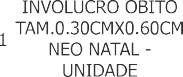 INVOLUCRO OBITO
TAM.0.30CMX0.60CM
1
NEO NATAL -
UNIDADE